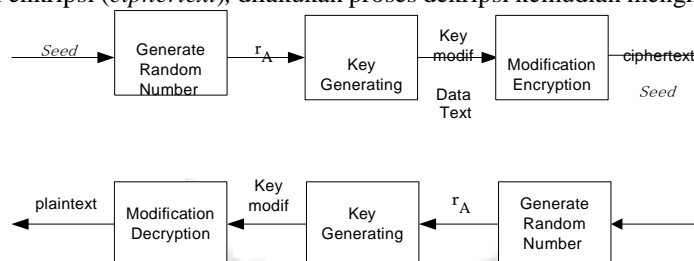 enkripsi (ciphertext), dilakukan proses dekripsi kemudian
Seed
Generate
Random
Number
rA
Key
Generating
Key
modif
Data
Text
Modification
Encryption
ciphertext
Seed
plaintext
Modification
Decryption
Key
modif
Key
Generating
rA
Generate
Random
Number